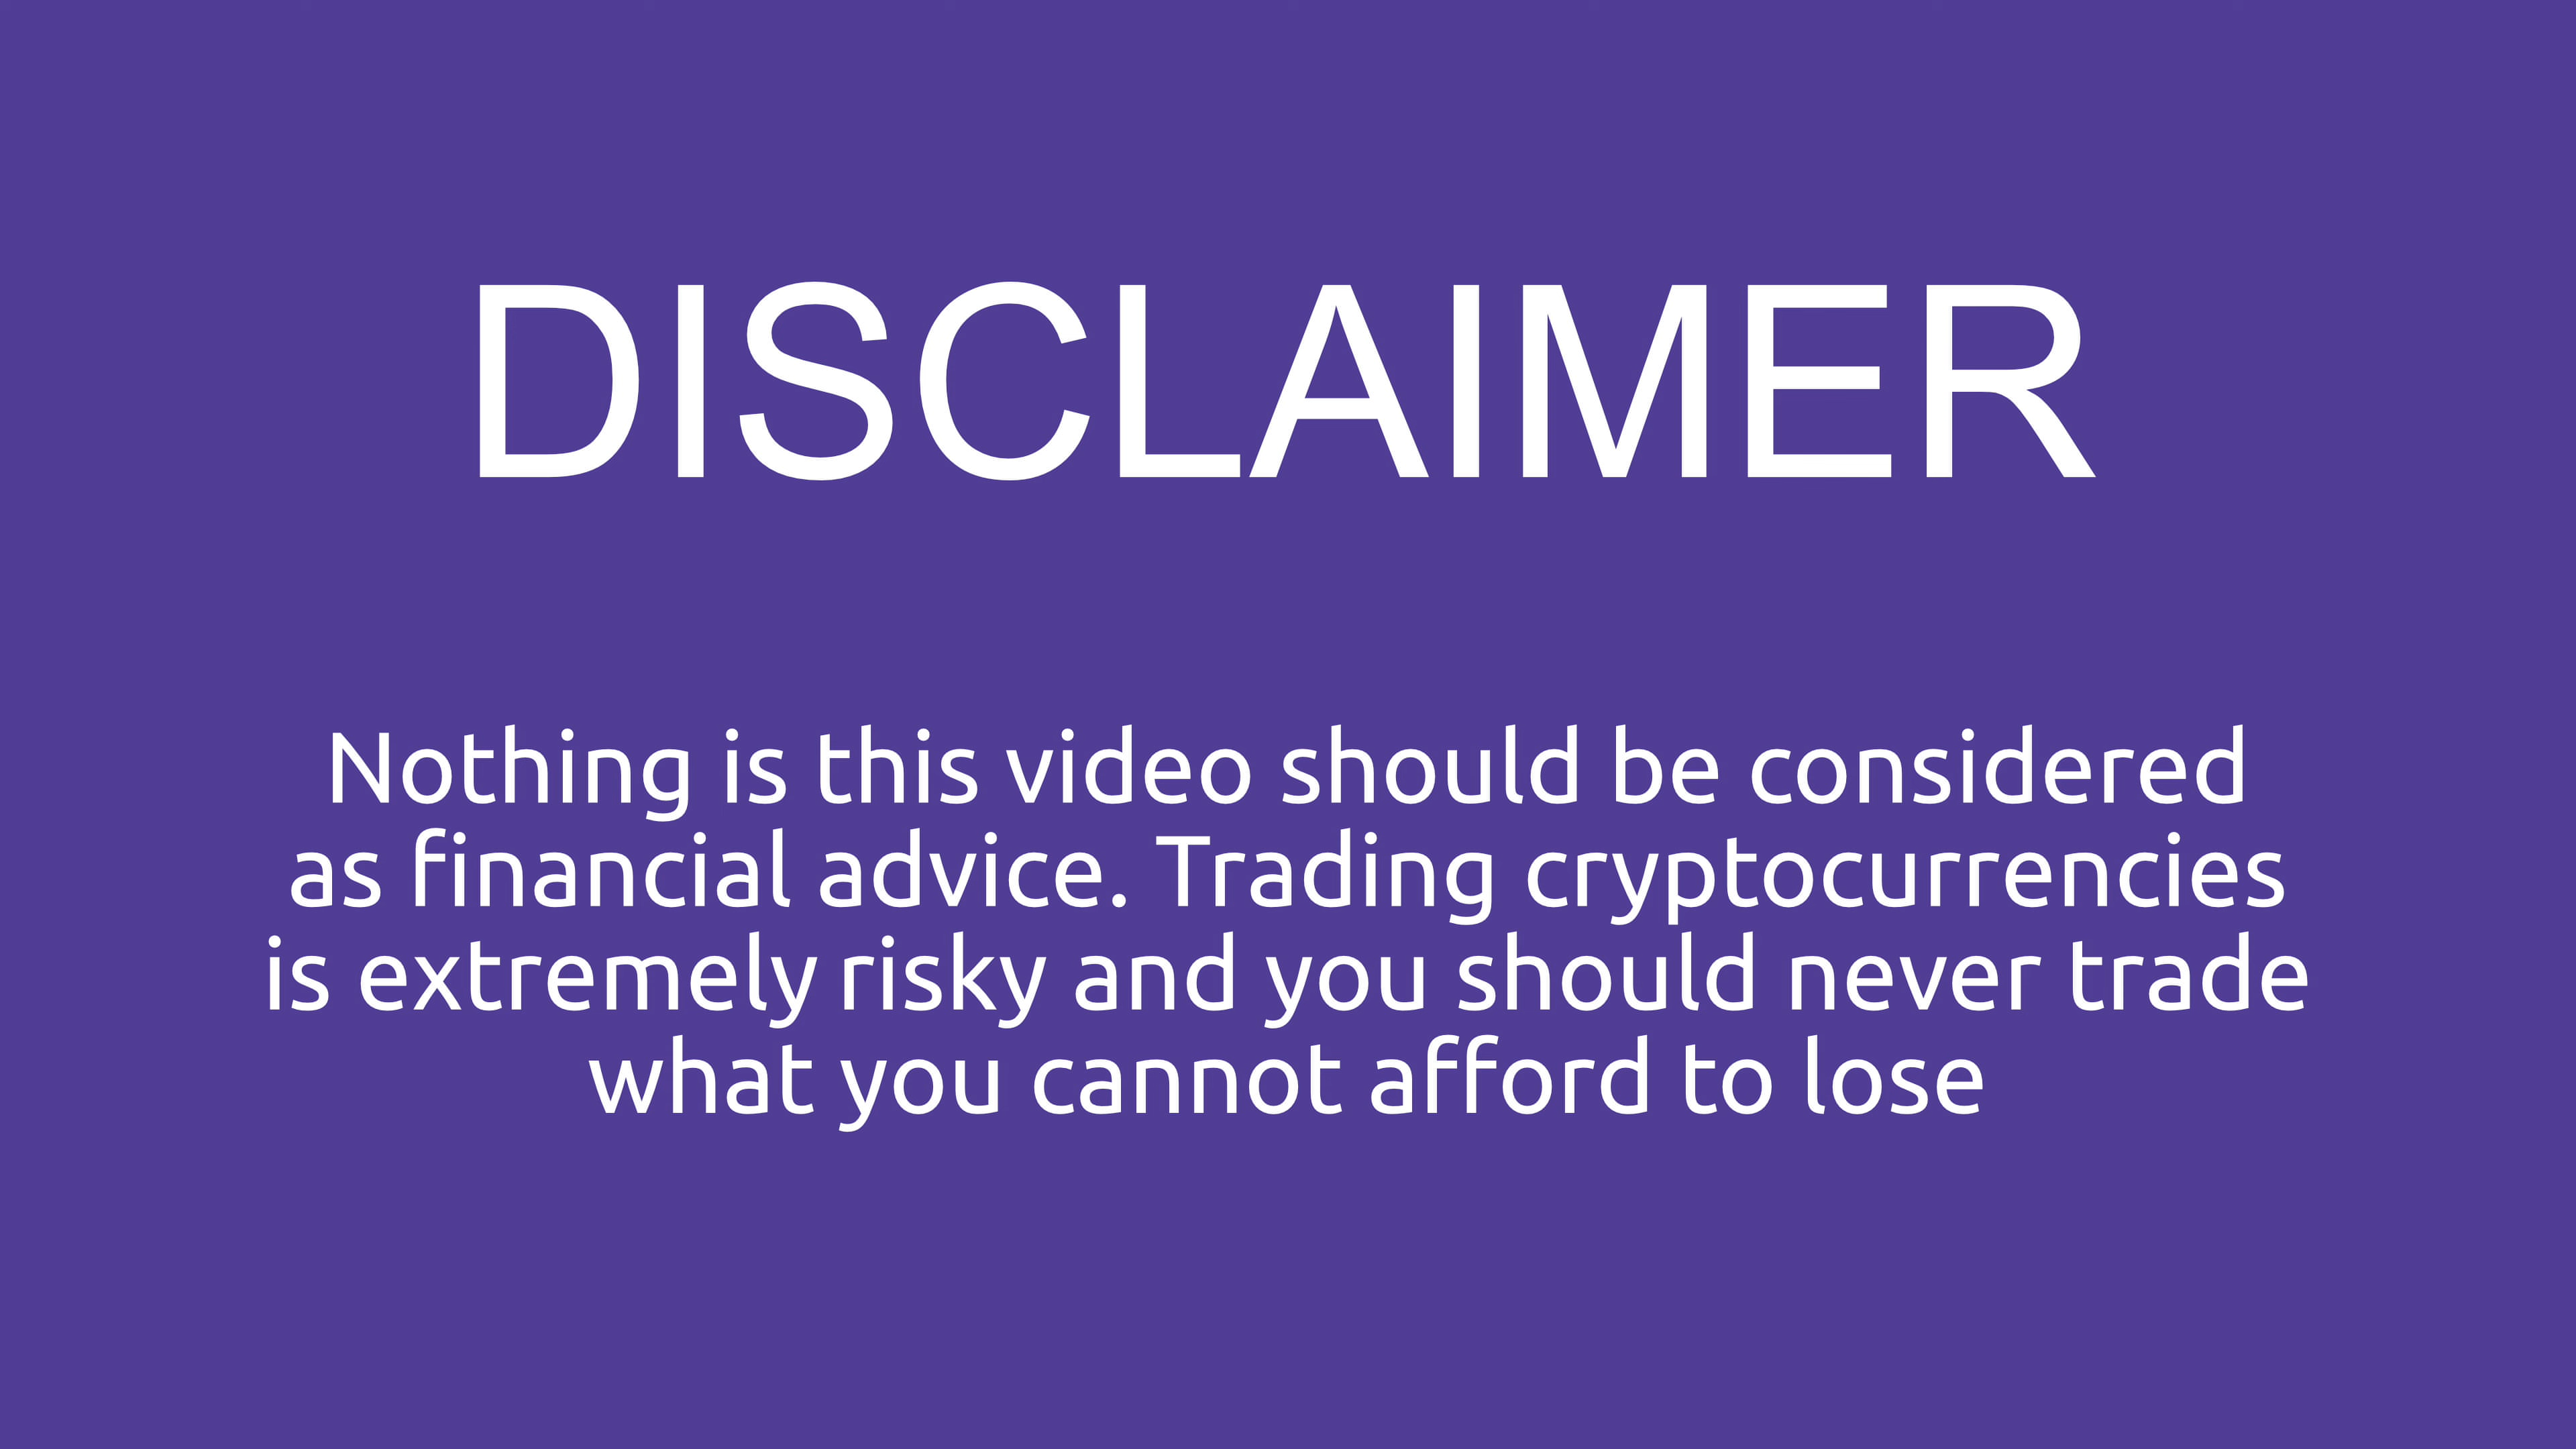 DISCLAIMER
Nothing is this video should be considered
as financial advice. Trading cryptocurrencies
is extremely risky and you should never trade
what you cannot afford to lose